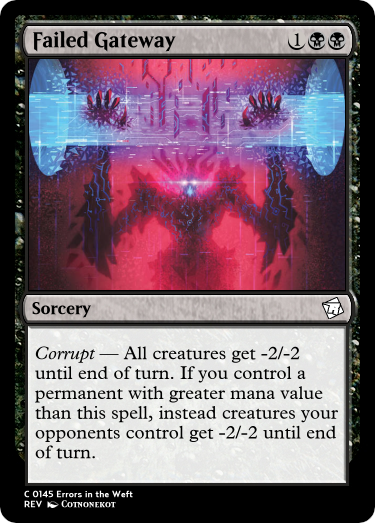 Failed Gateway 1
Sorcery
Corrupt — All creatures get -2/-2
until end of turn. If you control a
permanent with greater mana value
than this spell, instead creatures your
opponents control get -2/-2 until end
of turn.
C 0145 Errors in the Weft
REV COTNONEKOT